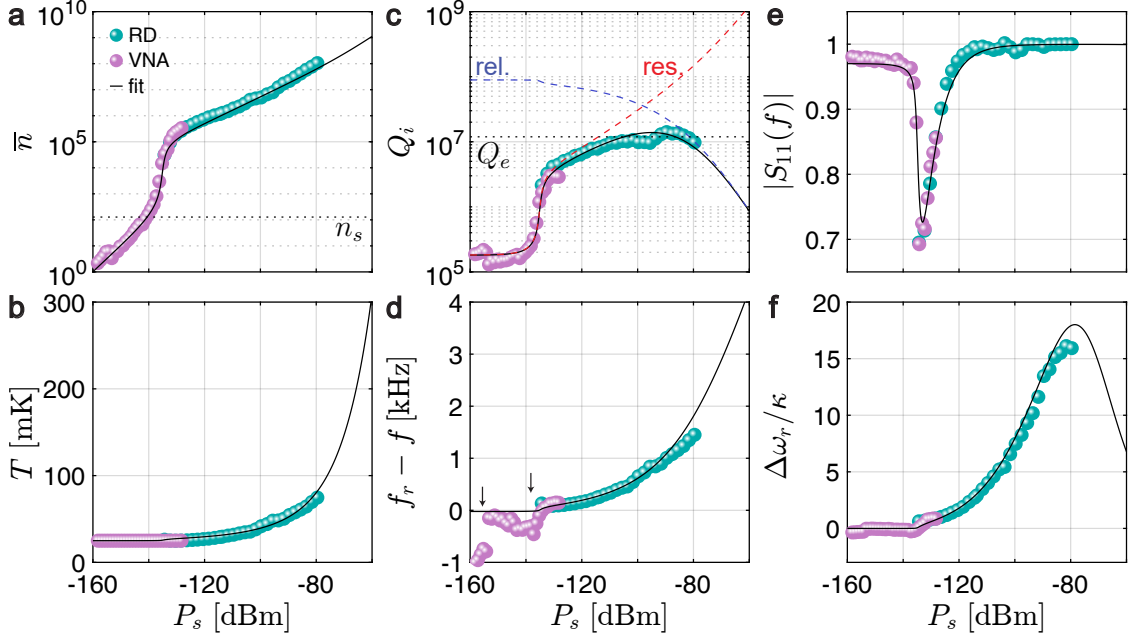 a
RD
VNA
fit
10^10
10^5
10^0
n̅
n_s
c
rel.
res.
10^9
10^7
10^5
Q_i
Q_e
e
1
0.9
0.8
0.7
|S_11(f)|
b
300
200
100
0
T [mK]
-160
-120
-80
P_s [dBm]
d
4
3
2
1
0
-1
f_r − f [kHz]
-160
-120
-80
P_s [dBm]
f
20
15
10
5
0
Δω_r/κ
-160
-120
-80
P_s [dBm]